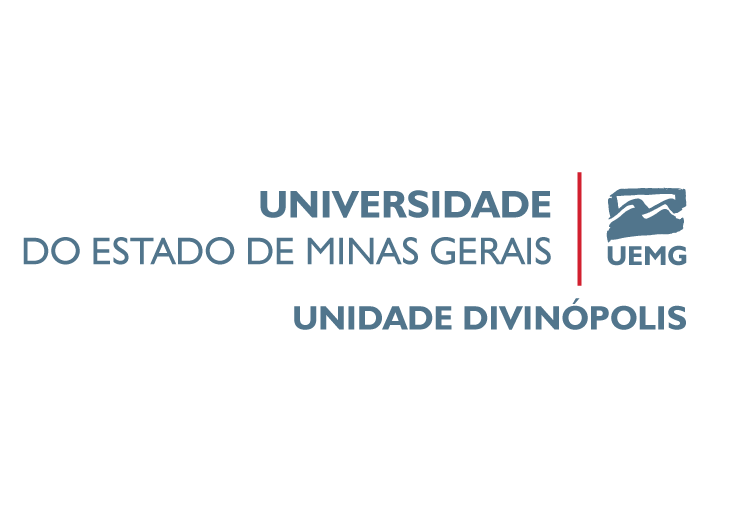 UNIVERSIDADE
DO ESTADO DE MINAS GERAIS
UEMG
UNIDADE DIVINÓPOLIS